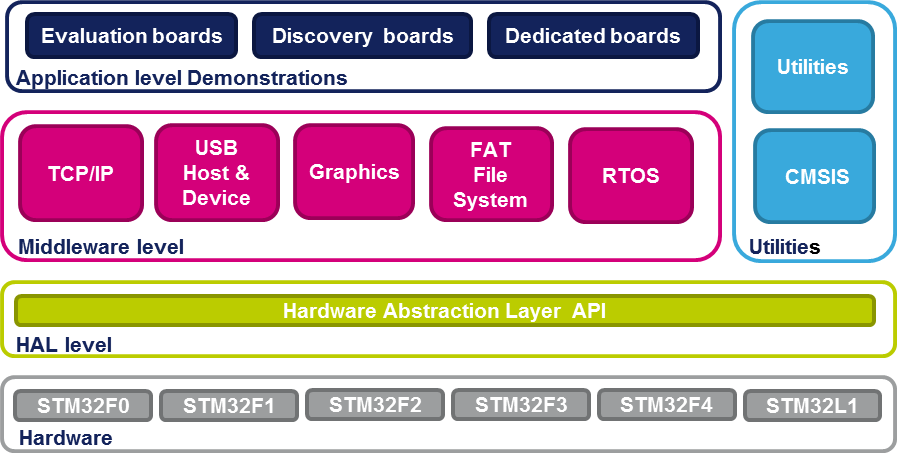 Evaluation boards
Discovery boards
Dedicated boards
Application level Demonstrations
Utilities
CMSIS
Utilities
TCP/IP
USB
Host &
Device
Graphics
FAT
File
System
RTOS
Middleware level
Hardware Abstraction Layer API
HAL level
STM32F0
STM32F1
STM32F2
STM32F3
STM32F4
STM32L1
Hardware